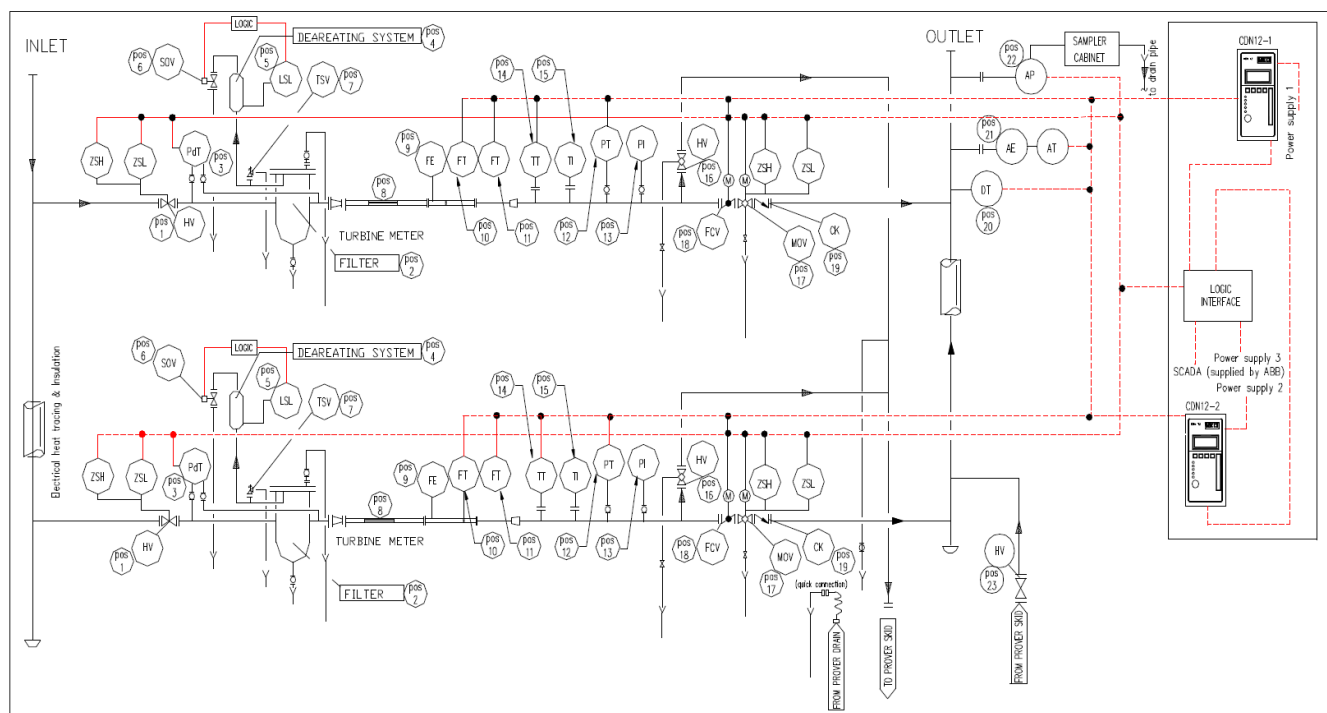 INLET
LOGIC
DEAREATING SYSTEM
pos
4
pos
5
pos
6
SOV
LSL
TSV
pos
7
ZSH
ZSL
PdT
pos
3
pos
1
HV
TURBINE METER
FILTER
pos
2
pos
8
pos
9
FE
FT
FT
pos
10
pos
11
pos
14
pos
15
TT
TI
PT
PI
pos
12
pos
13
HV
pos
16
ZSH
ZSL
M
M
pos
18
FCV
MOV
pos
17
CK
pos
19
OUTLET
pos
22
AP
SAMPLER
CABINET
to drain pipe
pos
21
AE
AT
DT
pos
20
CDN12-1
Power supply 1
LOGIC
INTERFACE
Power supply 3
SCADA (supplied by ABB)
Power supply 2
CDN12-2
Electrical heat tracing & Insulation
LOGIC
DEAREATING SYSTEM
pos
4
pos
5
pos
6
SOV
LSL
TSV
pos
7
ZSH
ZSL
PdT
pos
3
HV
pos
1
TURBINE METER
FILTER
pos
2
pos
8
pos
9
FE
FT
FT
pos
10
pos
11
pos
14
pos
15
TT
TI
PT
PI
pos
12
pos
13
HV
pos
16
ZSH
ZSL
M
M
pos
18
FCV
MOV
pos
17
CK
pos
19
(quick connection)
FROM PROVER DRAIN
TO PROVER SKID
HV
pos
23
FROM PROVER SKID